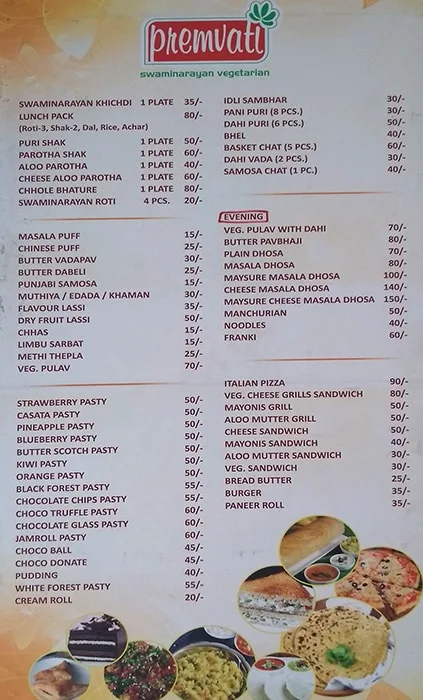 premvati
swaminarayan vegetarian
SWAMINARAYAN KHICHDI 1 PLATE 35/-
LUNCH PACK 80/-
(Roti-3, Shak-2, Dal, Rice, Achar)
PURI SHAK 1 PLATE 50/-
PAROTHA SHAK 1 PLATE 60/-
ALOO PAROTHA 1 PLATE 40/-
CHEESE ALOO PAROTHA 1 PLATE 60/-
CHHOLE BHATURE 1 PLATE 80/-
SWAMINARAYAN ROTI 4 PCS. 20/-
MASALA PUFF 15/-
CHINESE PUFF 25/-
BUTTER VADAPAV 30/-
BUTTER DABELI 25/-
PUNJABI SAMOSA 15/-
MUTHIYA / EDADA / KHAMAN 30/-
FLAVOUR LASSI 35/-
DRY FRUIT LASSI 50/-
CHHAS 15/-
LIMBU SARBAT 15/-
METHI THEPLA 25/-
VEG. PULAV 70/-
STRAWBERRY PASTY 50/-
CASATA PASTY 50/-
PINEAPPLE PASTY 50/-
BLUEBERRY PASTY 50/-
BUTTER SCOTCH PASTY 50/-
KIWI PASTY 50/-
ORANGE PASTY 50/-
BLACK FOREST PASTY 55/-
CHOCOLATE CHIPS PASTY 55/-
CHOCO TRUFFLE PASTY 60/-
CHOCOLATE GLASS PASTY 60/-
JAMROLL PASTY 60/-
CHOCO BALL 45/-
CHOCO DONATE 45/-
PUDDING 40/-
WHITE FOREST PASTY 55/-
CREAM ROLL 20/-
IDLI SAMBHAR 30/-
PANI PURI (8 PCS.) 30/-
DAHI PURI (6 PCS.) 50/-
BHEL 40/-
BASKET CHAT (5 PCS.) 60/-
DAHI VADA (2 PCS.) 30/-
SAMOSA CHAT (1 PC.) 40/-
EVENING
VEG. PULAV WITH DAHI 70/-
BUTTER PAVBHAJI 80/-
PLAIN DHOSA 70/-
MASALA DHOSA 80/-
MAYSURE MASALA DHOSA 100/-
CHEESE MASALA DHOSA 140/-
MAYSURE CHEESE MASALA DHOSA 150/-
MANCHURIAN 50/-
NOODLES 40/-
FRANKI 60/-
ITALIAN PIZZA 90/-
VEG. CHEESE GRILLS SANDWICH 80/-
MAYONIS GRILL 50/-
ALOO MUTTER GRILL 50/-
CHEESE SANDWICH 50/-
MAYONIS SANDWICH 40/-
ALOO MUTTER SANDWICH 30/-
VEG. SANDWICH 30/-
BREAD BUTTER 25/-
BURGER 35/-
PANEER ROLL 35/-